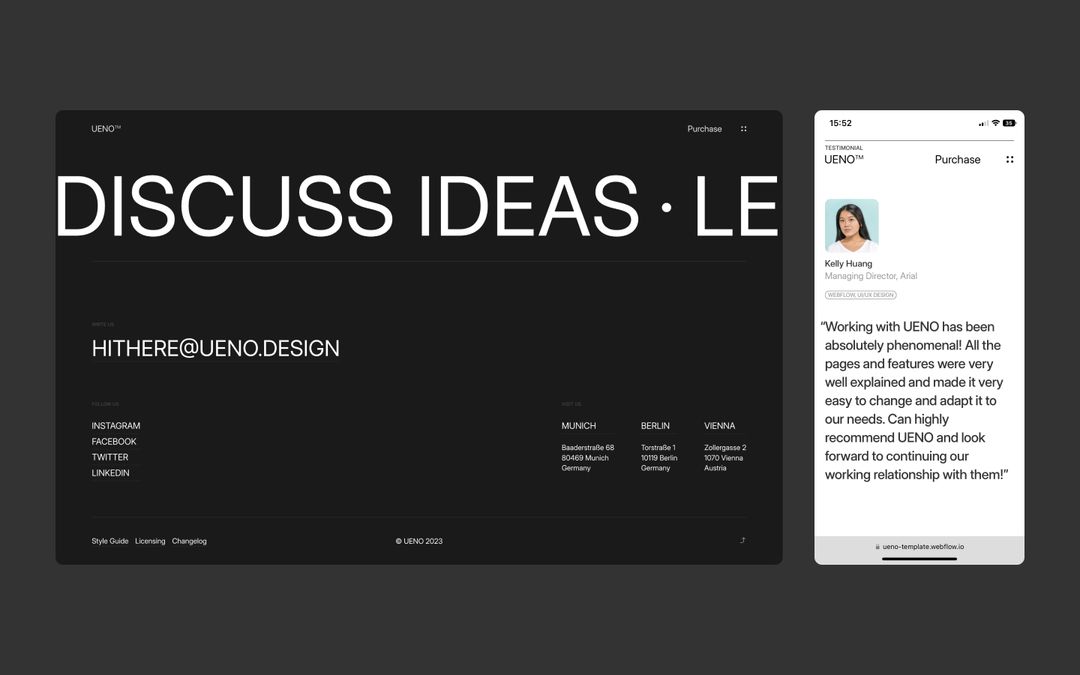 UENO™
Purchase
DISCUSS IDEAS · LE
WRITE US
HITHERE@UENO.DESIGN
FOLLOW US
INSTAGRAM
FACEBOOK
TWITTER
LINKEDIN
VISIT US
MUNICH
Baaderstraße 68
80469 Munich
Germany
BERLIN
Torstraße 1
10119 Berlin
Germany
VIENNA
Zollergasse 2
1070 Vienna
Austria
Style Guide Licensing Changelog
© UENO 2023
15:52
35
TESTIMONIAL
UENO™
Purchase
Kelly Huang
Managing Director, Arial
WEBFLOW, UI/UX DESIGN
“Working with UENO has been
absolutely phenomenal! All the
pages and features were very
well explained and made it very
easy to change and adapt it to
our needs. Can highly
recommend UENO and look
forward to continuing our
working relationship with them!”
ueno-template.webflow.io